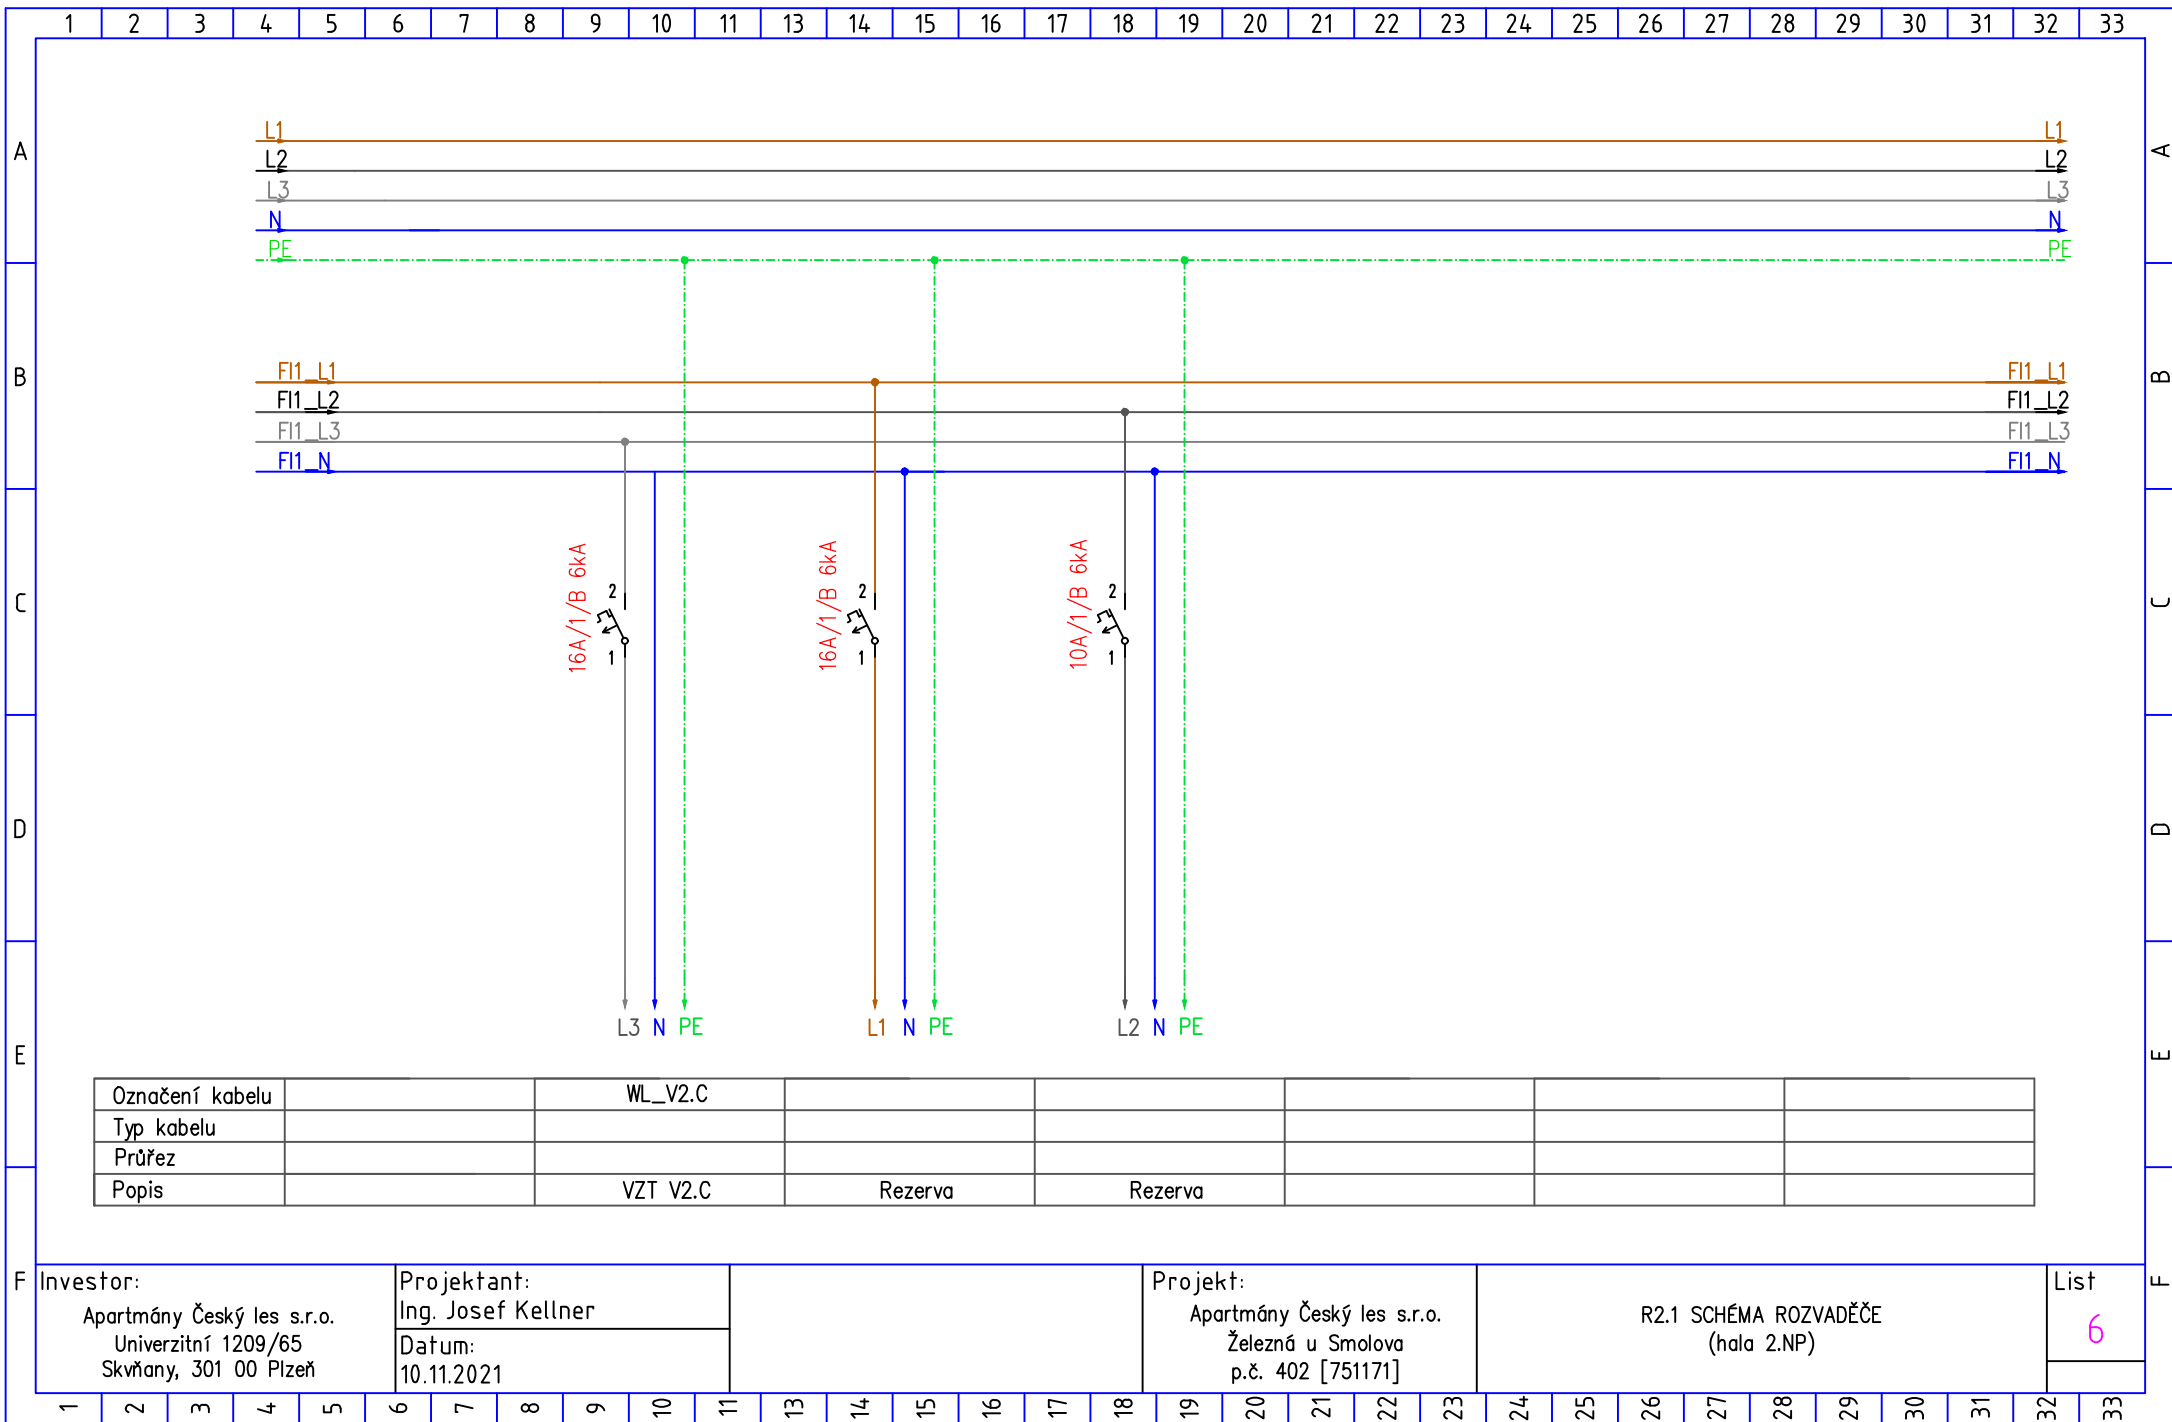 1 2 3 4 5 6 7 8 9 10 11 13 14 15 16 17 18 19 20 21 22 23 24 25 26 27 28 29 30 31 32 33
A A
L1 L1
L2 L2
L3 L3
N N
PE PE
B B
FI1_L1 FI1_L1
FI1_L2 FI1_L2
FI1_L3 FI1_L3
FI1_N FI1_N
C C
16A/1/B 6kA 2 1
16A/1/B 6kA 2 1
10A/1/B 6kA 2 1
D D
L3 N PE L1 N PE L2 N PE
E E
Označení kabelu WL_V2.C
Typ kabelu
Průřez
Popis VZT V2.C Rezerva Rezerva
F F
Investor:
Apartmány Český les s.r.o.
Univerzitní 1209/65
Skvňany, 301 00 Plzeň
Projektant:
Ing. Josef Kellner
Datum:
10.11.2021
Projekt:
Apartmány Český les s.r.o.
Železná u Smolova
p.č. 402 [751171]
R2.1 SCHÉMA ROZVADĚČE
(hala 2.NP)
List
6
1 2 3 4 5 6 7 8 9 10 11 13 14 15 16 17 18 19 20 21 22 23 24 25 26 27 28 29 30 31 32 33